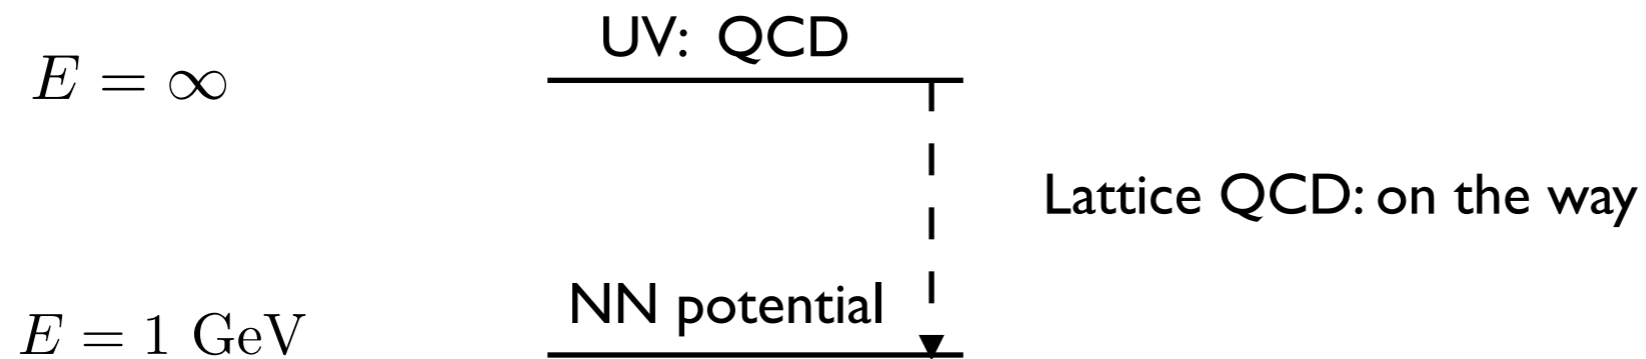 UV: QCD
E = ∞
Lattice QCD: on the way
NN potential
E = 1 GeV